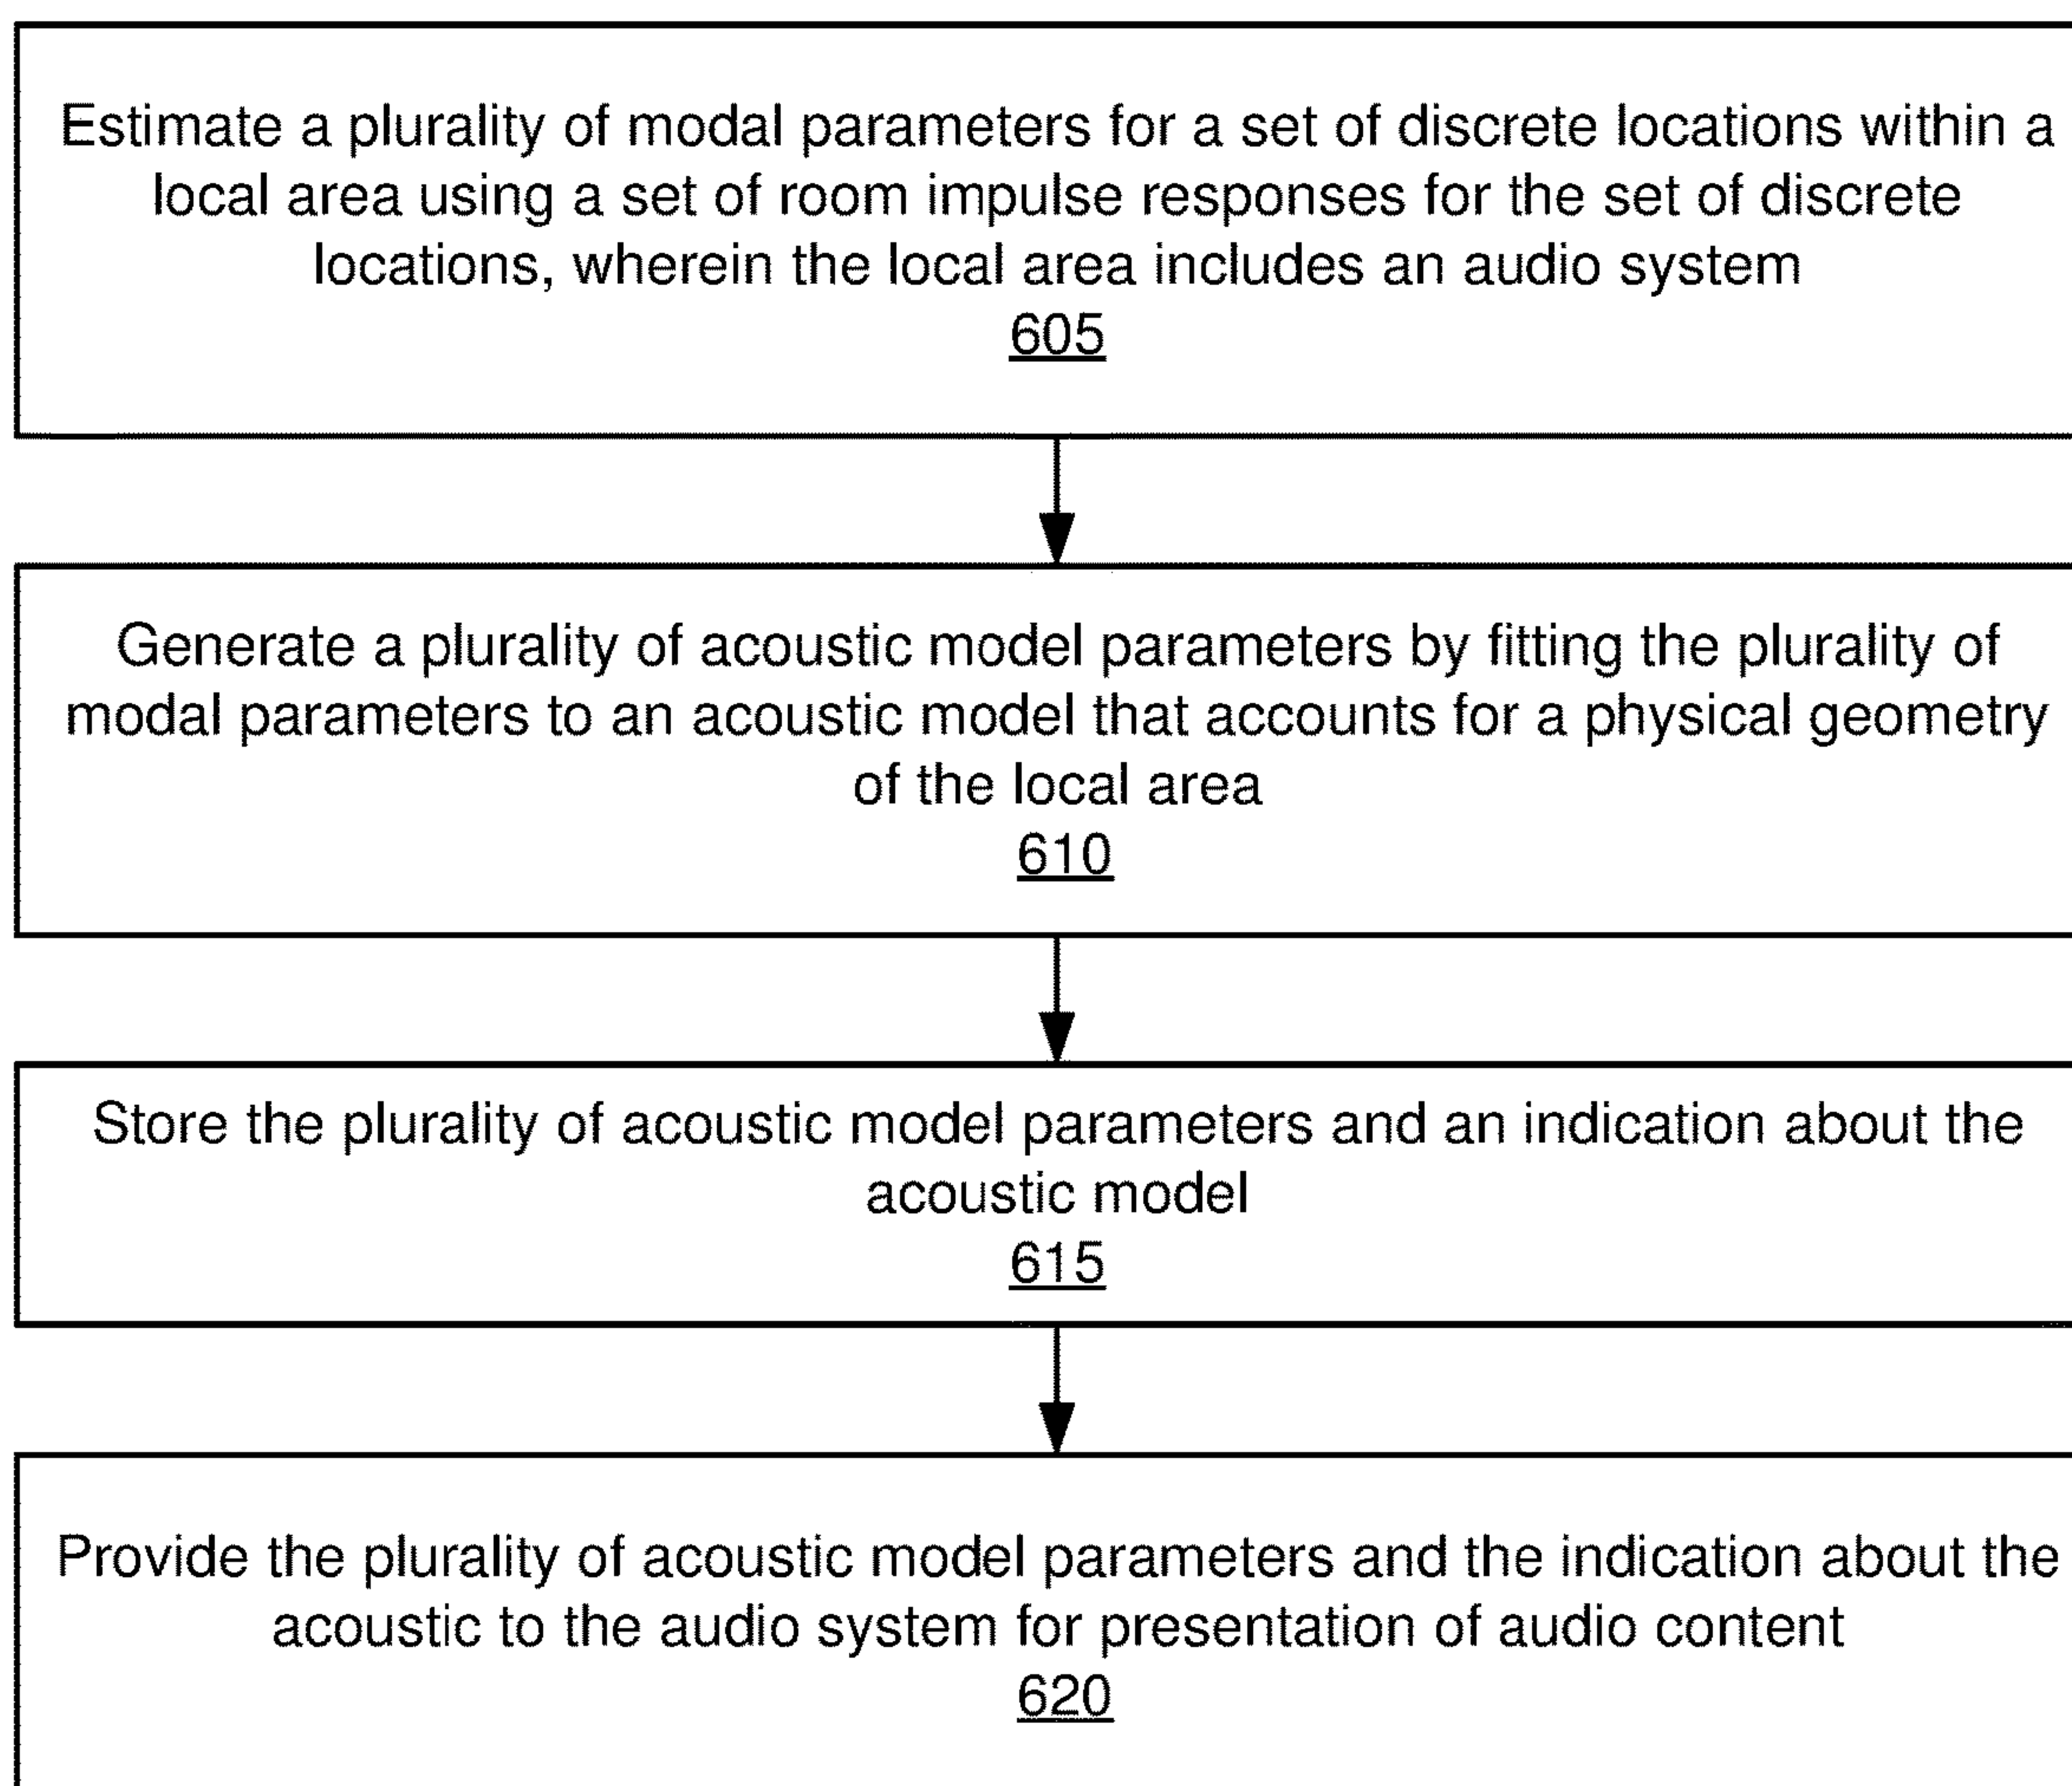 Estimate a plurality of modal parameters for a set of discrete locations within a
local area using a set of room impulse responses for the set of discrete
locations, wherein the local area includes an audio system
605
Generate a plurality of acoustic model parameters by fitting the plurality of
modal parameters to an acoustic model that accounts for a physical geometry
of the local area
610
Store the plurality of acoustic model parameters and an indication about the
acoustic model
615
Provide the plurality of acoustic model parameters and the indication about the
acoustic to the audio system for presentation of audio content
620